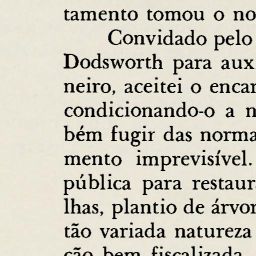 tamento tomou o no
Convidado pelo
Dodsworth para aux
neiro, aceitei o encar
condicionando-o a n
bém fugir das norma
mento imprevisível.
pública para restaur
lhas, plantio de árvor
tão variada natureza
ção bem fiscalizada